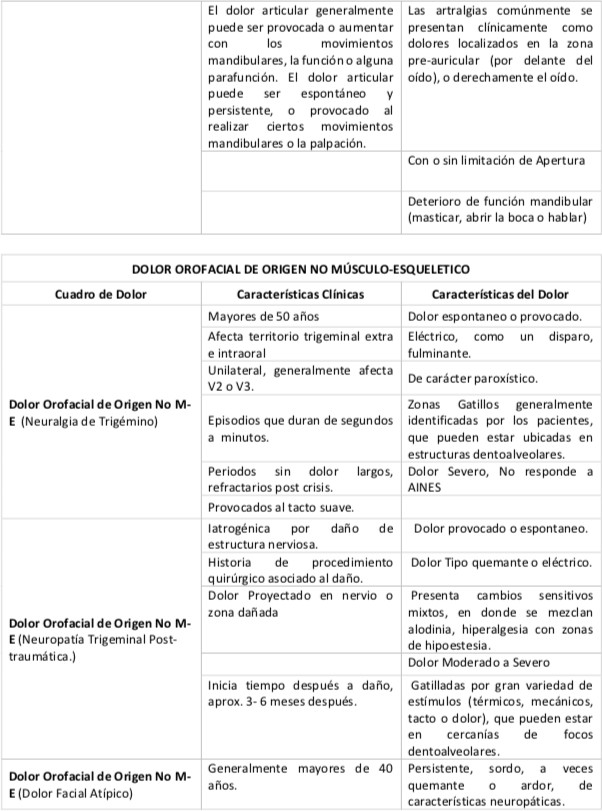 El dolor articular generalmente
puede ser provocada o aumentar
con los movimientos
mandibulares, la función o alguna
parafunción. El dolor articular
puede ser espontáneo y
persistente, o provocado al
realizar ciertos movimientos
mandibulares o la palpación.
Las artralgias comúnmente se
presentan clínicamente como
dolores localizados en la zona
pre-auricular (por delante del
oído), o derechamente el oído.
Con o sin limitación de Apertura
Deterioro de función mandibular
(masticar, abrir la boca o hablar)
DOLOR OROFACIAL DE ORIGEN NO MÚSCULO-ESQUELETICO
Cuadro de Dolor
Características Clínicas
Características del Dolor
Dolor Orofacial de Origen No M-
E (Neuralgia de Trigémino)
Mayores de 50 años
Dolor espontaneo o provocado.
Afecta territorio trigeminal extra
e intraoral
Eléctrico, como un disparo,
fulminante.
Unilateral, generalmente afecta
V2 o V3.
De carácter paroxístico.
Episodios que duran de segundos
a minutos.
Zonas Gatillos generalmente
identificadas por los pacientes,
que pueden estar ubicadas en
estructuras dentoalveolares.
Periodos sin dolor largos,
refractarios post crisis.
Dolor Severo, No responde a
AINES
Provocados al tacto suave.
Dolor Orofacial de Origen No M-
E (Neuropatía Trigeminal Post-
traumática.)
Iatrogénica por daño de
estructura nerviosa.
Dolor provocado o espontaneo.
Historia de procedimiento
quirúrgico asociado al daño.
Dolor Tipo quemante o eléctrico.
Dolor Proyectado en nervio o
zona dañada
Presenta cambios sensitivos
mixtos, en donde se mezclan
alodinia, hiperalgesia con zonas
de hipoestesia.
Dolor Moderado a Severo
Inicia tiempo después a daño,
aprox. 3- 6 meses después.
Gatilladas por gran variedad de
estímulos (térmicos, mecánicos,
tacto o dolor), que pueden estar
en cercanías de focos
dentoalveolares.
Dolor Orofacial de Origen No M-
E (Dolor Facial Atípico)
Generalmente mayores de 40
años.
Persistente, sordo, a veces
quemante o ardor, de
características neuropáticas.